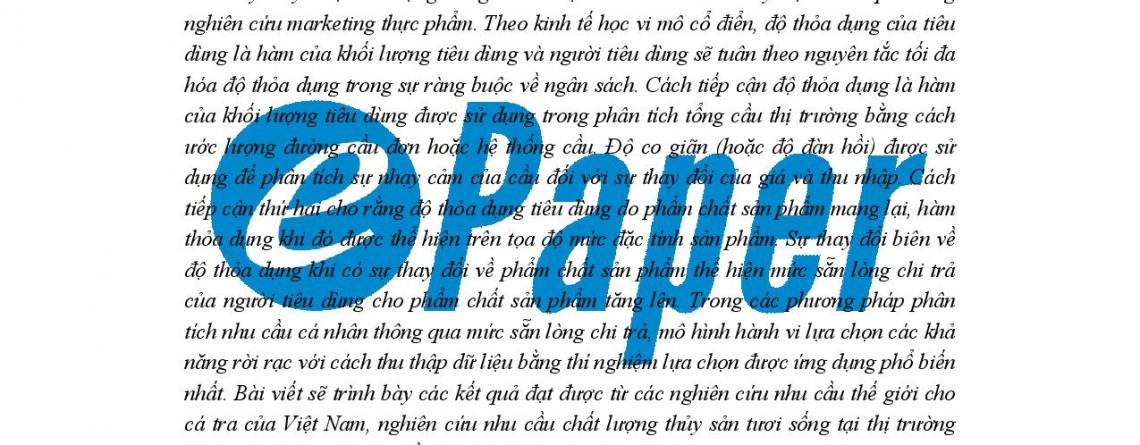 nghiên cứu marketing thực phẩm. Theo kinh tế học vi mô cổ điển, độ thỏa dụng của tiêu
dùng là hàm của khối lượng tiêu dùng và người tiêu dùng sẽ tuân theo nguyên tắc tối đa
hóa độ thỏa dụng trong sự ràng buộc về ngân sách. Cách tiếp cận độ thỏa dụng là hàm
của khối lượng tiêu dùng được sử dụng trong phân tích tổng cầu thị trường bằng cách
ước lượng đường cầu đơn hoặc hệ thống cầu. Độ co giãn (hoặc độ đàn hồi) được sử
dụng để phân tích sự nhạy cảm của cầu đối với sự thay đổi của giá và thu nhập. Cách
tiếp cận thứ hai cho rằng độ thỏa dụng tiêu dùng do phẩm chất sản phẩm mang lại, hàm
thỏa dụng khi đó được thể hiện trên tọa độ mức đặc tính sản phẩm. Sự thay đổi biên về
độ thỏa dụng khi có sự thay đổi về phẩm chất sản phẩm thể hiện mức sẵn lòng chi trả
của người tiêu dùng cho phẩm chất sản phẩm tăng lên. Trong các phương pháp phân
tích nhu cầu cá nhân thông qua mức sẵn lòng chi trả, mô hình hành vi lựa chọn các khả
năng rời rạc với cách thu thập dữ liệu bằng thí nghiệm lựa chọn được ứng dụng phổ biến
nhất. Bài viết sẽ trình bày các kết quả đạt được từ các nghiên cứu nhu cầu thế giới cho
cá tra của Việt Nam, nghiên cứu nhu cầu chất lượng thủy sản tươi sống tại thị trường
ePaper